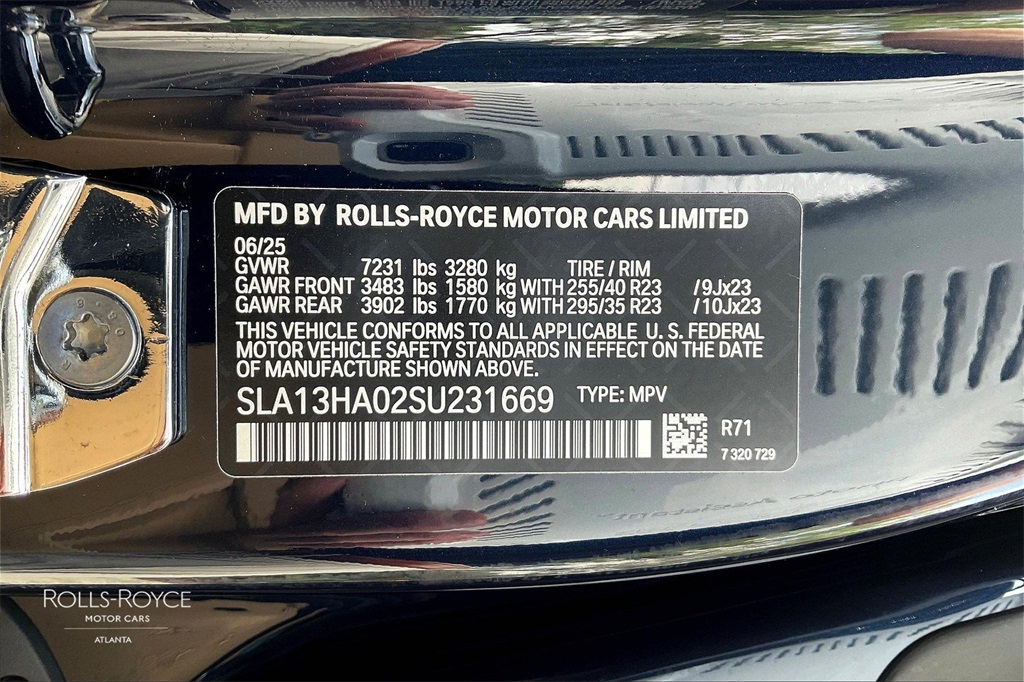 MFD BY ROLLS-ROYCE MOTOR CARS LIMITED
06/25
GVWR 7231 lbs 3280 kg TIRE / RIM
GAWR FRONT 3483 lbs 1580 kg WITH 255/40 R23 /9Jx23
GAWR REAR 3902 lbs 1770 kg WITH 295/35 R23 /10Jx23
THIS VEHICLE CONFORMS TO ALL APPLICABLE U. S. FEDERAL
MOTOR VEHICLE SAFETY STANDARDS IN EFFECT ON THE DATE
OF MANUFACTURE SHOWN ABOVE.
SLA13HA02SU231669 TYPE: MPV
R71
7 320 729
ROLLS-ROYCE
MOTOR CARS
ATLANTA